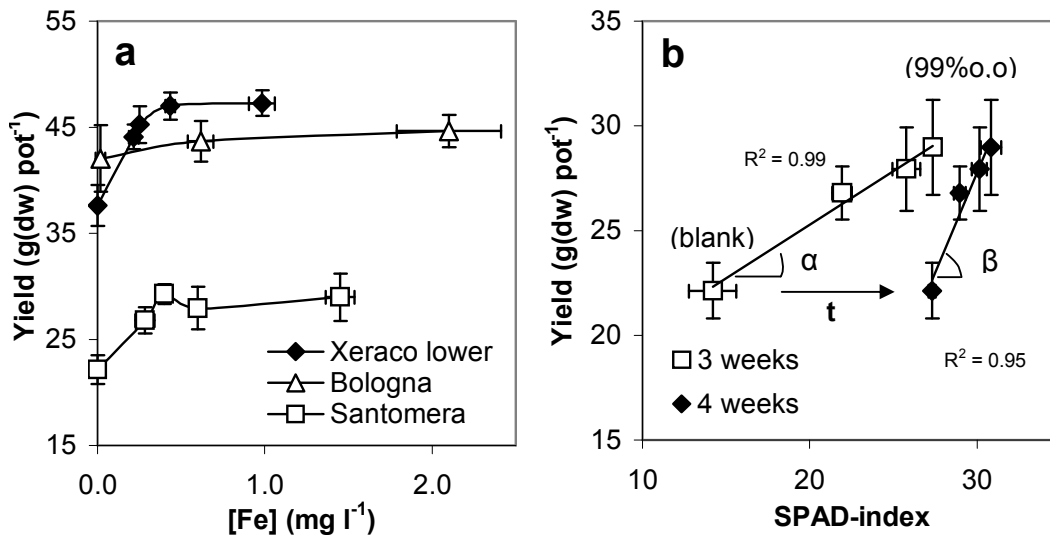 a
Yield (g(dw) pot-1)
55
45
35
25
15
0.0 1.0 2.0
[Fe] (mg l-1)
Xeraco lower
Bologna
Santomera
b
Yield (g(dw) pot-1)
35
30
25
20
15
10 20 30
SPAD-index
(99%o,o)
R2 = 0.99
(blank)
α
β
t
R2 = 0.95
3 weeks
4 weeks